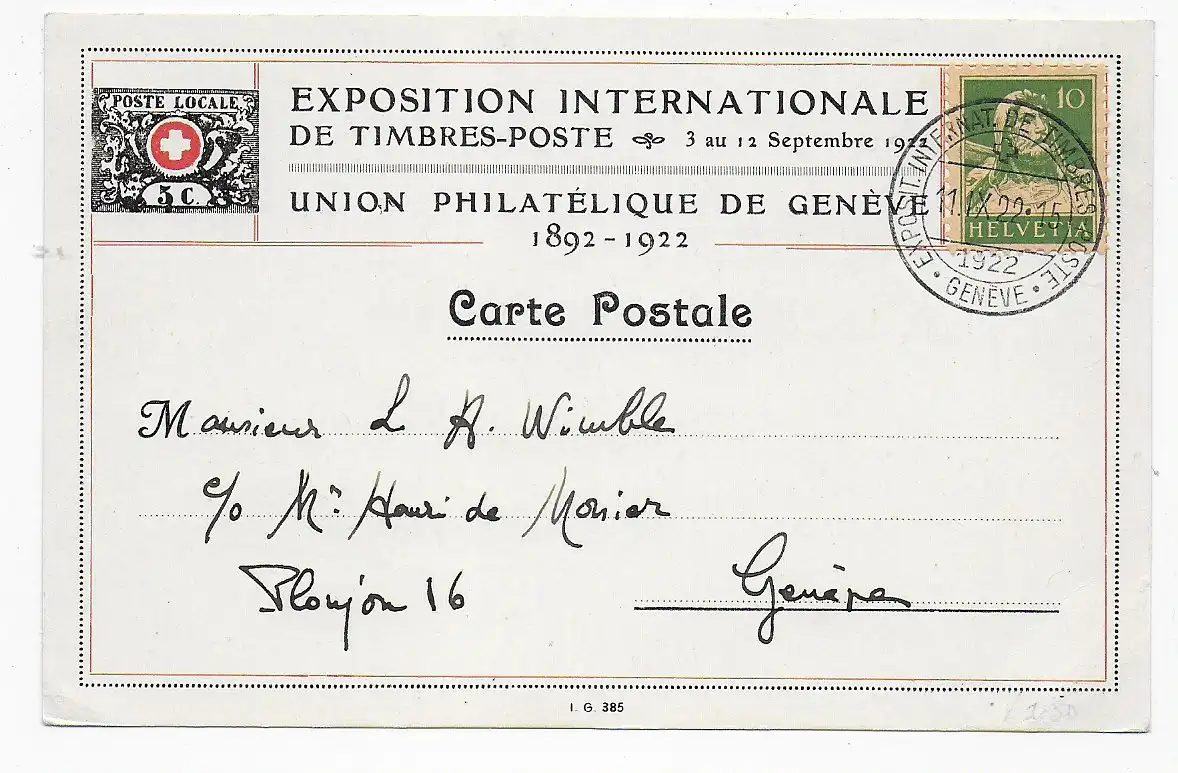 POSTE LOCALE
5 C.
EXPOSITION INTERNATIONALE
DE TIMBRES-POSTE 3 au 12 Septembre 1922
UNION PHILATÉLIQUE DE GENÈVE
1892-1922
10
HELVETIA
EXPOSIT. INTERNAT. DE TIMBRES-POSTE
11.IX.22.15
1922
• GENÈVE •
Carte Postale
Monsieur L A. Wimble
c/o Mr Henri de Mosier
Plonjon 16 Genève
I. G. 385